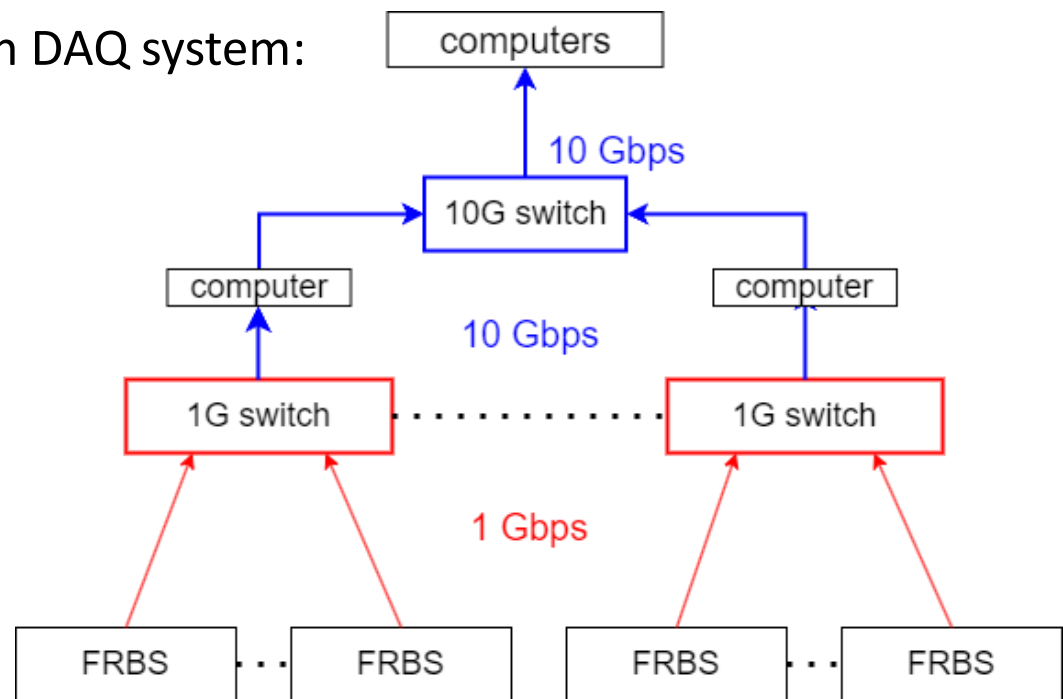 n DAQ system:
computers
10 Gbps
10G switch
computer computer
10 Gbps
1G switch 1G switch
1 Gbps
FRBS FRBS FRBS FRBS